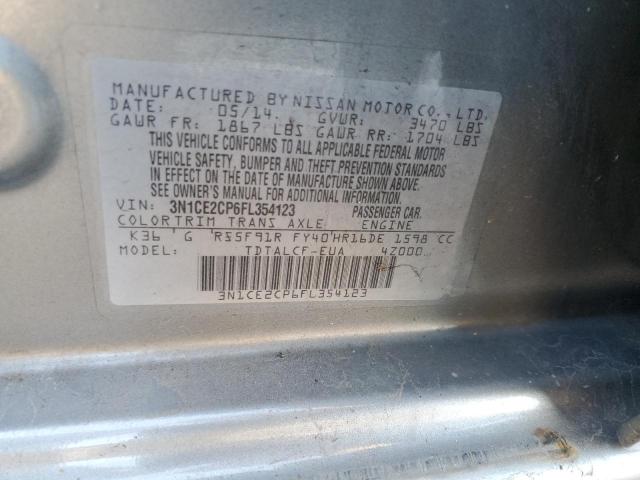 MANUFACTURED BY NISSAN MOTOR CO., LTD.
DATE: 05/14 GVWR: 3470 LBS
GAWR FR: 1867 LBS GAWR RR: 1704 LBS
THIS VEHICLE CONFORMS TO ALL APPLICABLE FEDERAL MOTOR
VEHICLE SAFETY, BUMPER AND THEFT PREVENTION STANDARDS
IN EFFECT ON THE DATE OF MANUFACTURE SHOWN ABOVE.
SEE OWNER'S MANUAL FOR ADDITIONAL INFORMATION.
VIN: 3N1CE2CP6FL354123 PASSENGER CAR.
COLOR TRIM TRANS AXLE ENGINE
K36 G RS5F91R FY40 HR16DE 1598 CC
MODEL: TDTALCF-EUA 4Z000
3N1CE2CP6FL354123